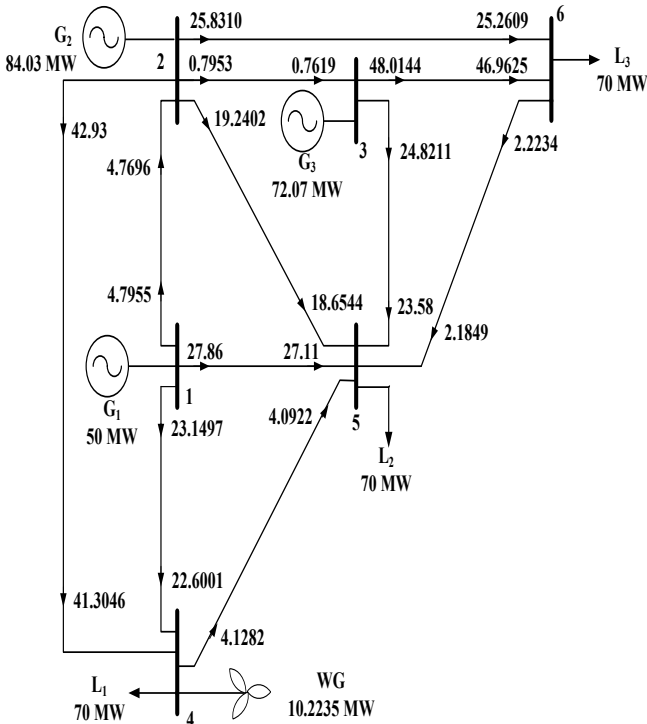 25.8310
25.2609
6
G2
84.03 MW
2
0.7953
0.7619
48.0144
46.9625
L3
70 MW
42.93
19.2402
G3
72.07 MW
3
24.8211
2.2234
4.7696
4.7955
18.6544
23.58
2.1849
27.86
27.11
G1
50 MW
1
23.1497
4.0922
5
L2
70 MW
41.3046
22.6001
4.1282
L1
70 MW
4
WG
10.2235 MW